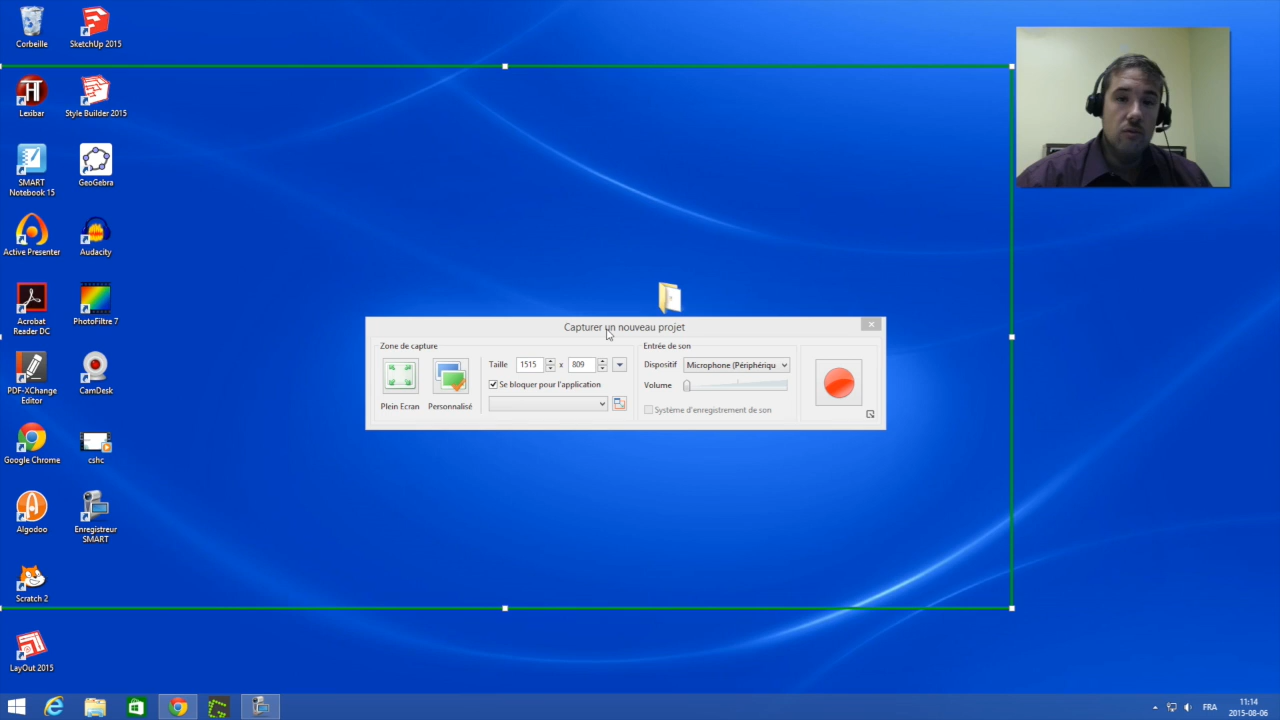 Corbeille
SketchUp 2015
Lexibar
Style Builder 2015
SMART
Notebook 15
GeoGebra
Active Presenter
Audacity
Acrobat
Reader DC
PhotoFiltre 7
PDF-XChange
Editor
CamDesk
Google Chrome
cshc
Algodoo
Enregistreur
SMART
Scratch 2
LayOut 2015
Capturer un nouveau projet
Zone de capture
Plein Ecran
Personnalisé
Taille 1515 x 809
Se bloquer pour l'application
Entrée de son
Dispositif Microphone (Périphériqu
Volume
Système d'enregistrement de son
FRA
11:14
2015-08-06